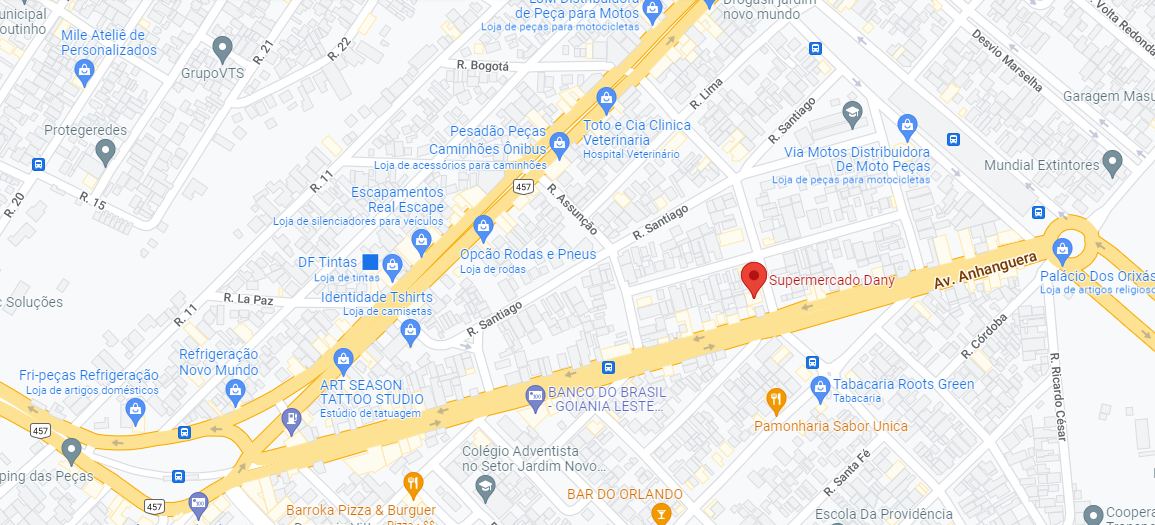 LSM Distribuidora
de Peça para Motos
Loja de peças para motocicletas
Drogasil jardim
novo mundo
R. Volta Redonda
unicipal
outinho
Mile Ateliê de
Personalizados
GrupoVTS
R. 21
R. 22
R. Bogotá
R. Lima
Desvio Marselha
Garagem Masu
Protegeredes
Pesadão Peças
Caminhões Ônibus
Loja de acessórios para caminhões
Toto e Cia Clinica
Veterinaria
Hospital Veterinário
R. Santiago
Via Motos Distribuidora
De Moto Peças
Loja de peças para motocicletas
Mundial Extintores
R. 20
R. 15
R. 11
457
Escapamentos
Real Escape
Loja de silenciadores para veículos
R. Assunção
R. Santiago
Opção Rodas e Pneus
Loja de rodas
DF Tintas
Loja de tintas
Supermercado Dany
Av. Anhanguera
Palácio Dos Orixás
Loja de artigos religioso
c Soluções
R. La Paz
R. 11
Identidade Tshirts
Loja de camisetas
R. Santiago
R. Córdoba
Refrigeração
Novo Mundo
Fri-peças Refrigeração
Loja de artigos domésticos
ART SEASON
TATTOO STUDIO
Estúdio de tatuagem
BANCO DO BRASIL
- GOIANIA LESTE...
Tabacaria Roots Green
Tabacaria
R. Ricardo César
Pamonharia Sabor Unica
457
ping das Peças
Colégio Adventista
no Setor Jardim Novo...
R. Santa Fé
457
Barroka Pizza & Burguer
Pizza • $$
BAR DO ORLANDO
Escola Da Providência
Coopera